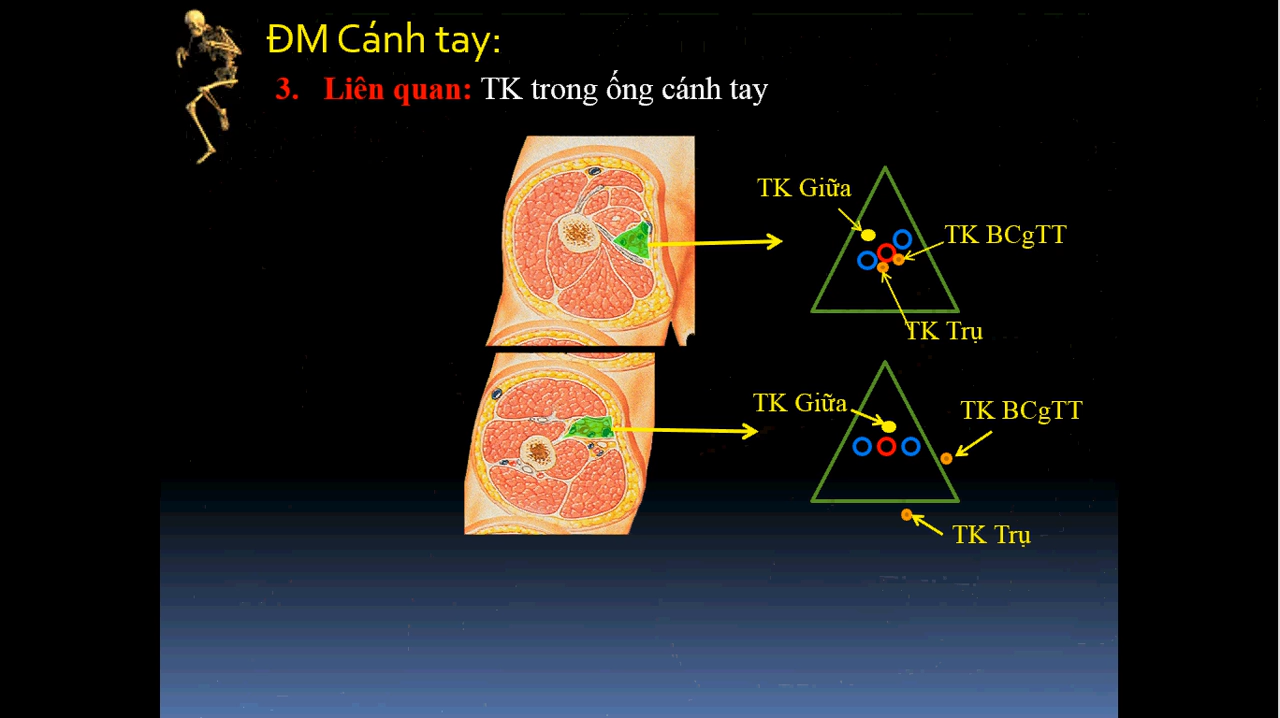 ĐM Cánh tay:
3. Liên quan: TK trong ống cánh tay
TK Giữa
TK BCgTT
TK Trụ
TK Giữa
TK BCgTT
TK Trụ